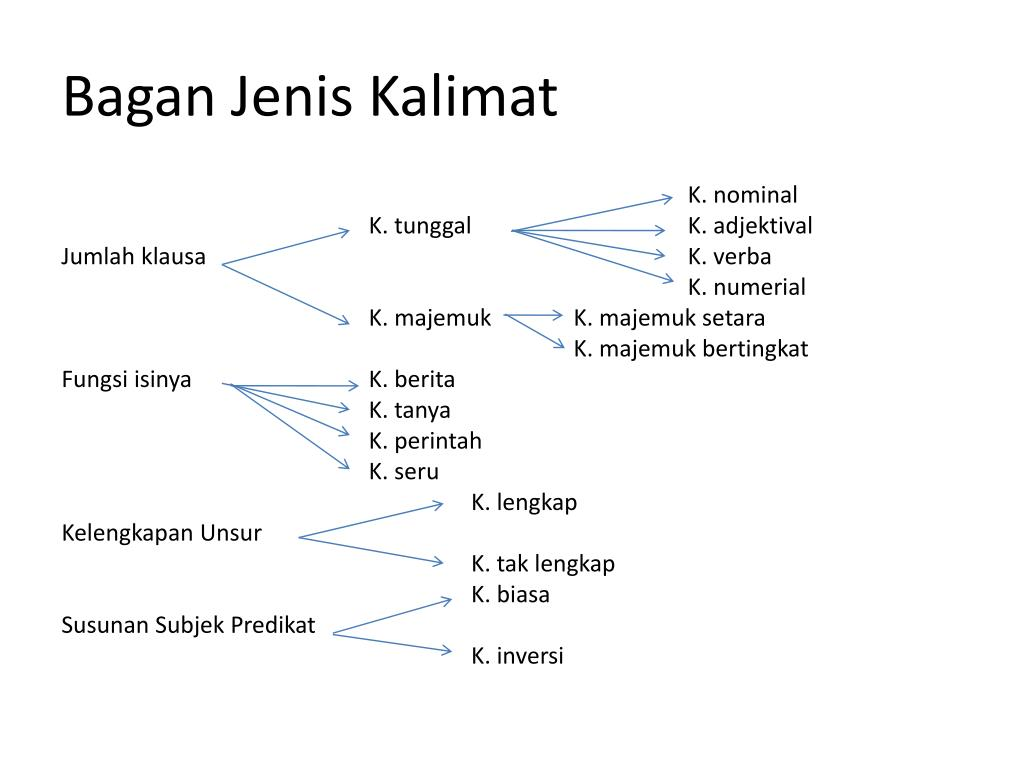 Bagan Jenis Kalimat
K. nominal
K. tunggal K. adjektival
Jumlah klausa K. verba
K. numerial
K. majemuk K. majemuk setara
K. majemuk bertingkat
Fungsi isinya K. berita
K. tanya
K. perintah
K. seru
K. lengkap
Kelengkapan Unsur
K. tak lengkap
K. biasa
Susunan Subjek Predikat
K. inversi